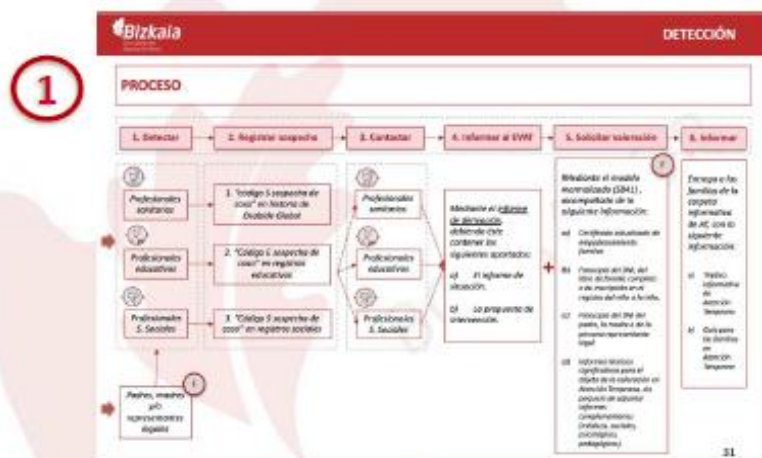 1
Bizkaia
DETECCIÓN
PROCESO
1. Detectar
2. Registrar sospecha
3. Contactar
4. Informar al EVAT
5. Solicitar valoración
6. Informar
Profesionales
sanitarios
Profesionales
educativos
Profesionales
S. Sociales
Padres, madres
y/o
representantes
legales
1
1. "Código S sospecha de
caso" en historia de
Osabide Global
2. "Código S sospecha de
caso" en registros
educativos
3. "Código S sospecha de
caso" en registros sociales
Profesionales
sanitarios
Profesionales
educativos
Profesionales
S. Sociales
Mediante el informe
de derivación,
debiendo éste
contener los
siguientes apartados:
a) El informe de
situación.
b) La propuesta de
intervención.
+
2
Mediante el modelo
normalizado (SB41),
acompañado de la
siguiente información:
a) Certificado actualizado de
empadronamiento
familiar
b) Fotocopia del DNI, del
libro de familia completo
o de inscripción en el
registro del niño o la niña.
c) Fotocopia del DNI del
padre, la madre o de la
persona representante
legal
d) Informes técnicos
significativos para el
objeto de la valoración en
Atención Temprana, sin
perjuicio de adjuntar
informes
complementarios
(médicos, sociales,
psicológicos,
pedagógicos).
Entrega a las
familias de la
carpeta
informativa
de AT, con la
siguiente
información:
a) Tríptico
informativo
de
Atención
Temprana
b) Guía para
las familias
en
Atención
Temprana
31